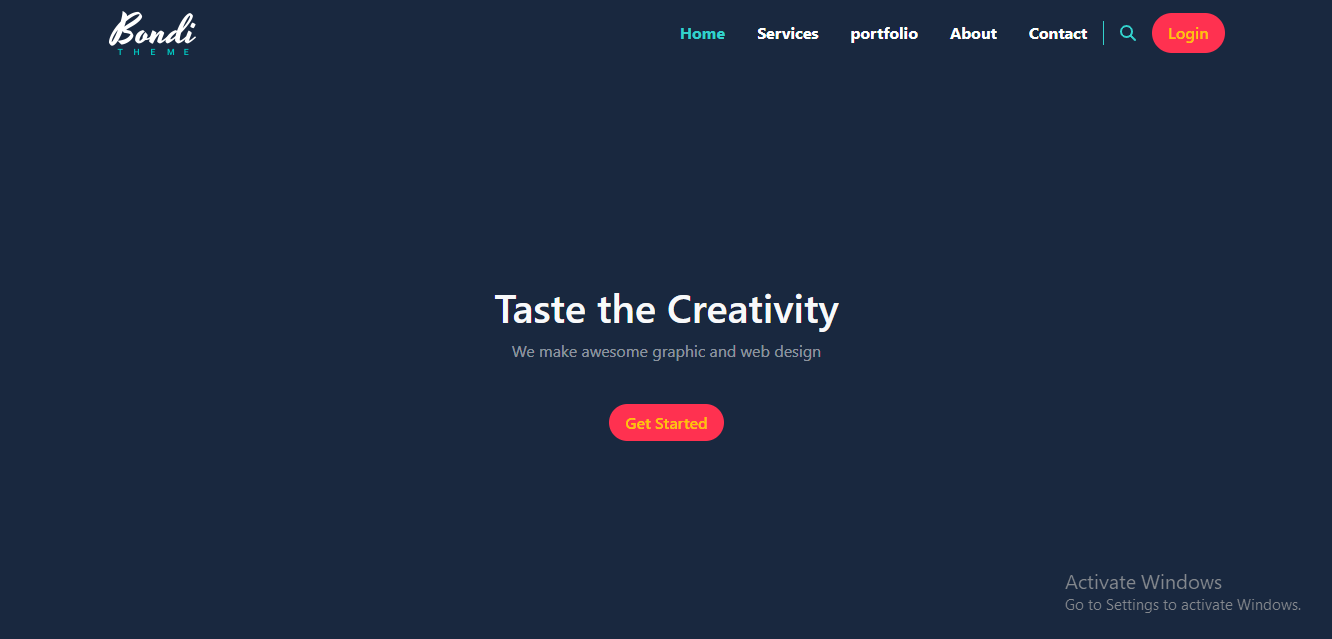 Bondi
THEME
Home Services portfolio About Contact Login
Taste the Creativity
We make awesome graphic and web design
Get Started
Activate Windows
Go to Settings to activate Windows.